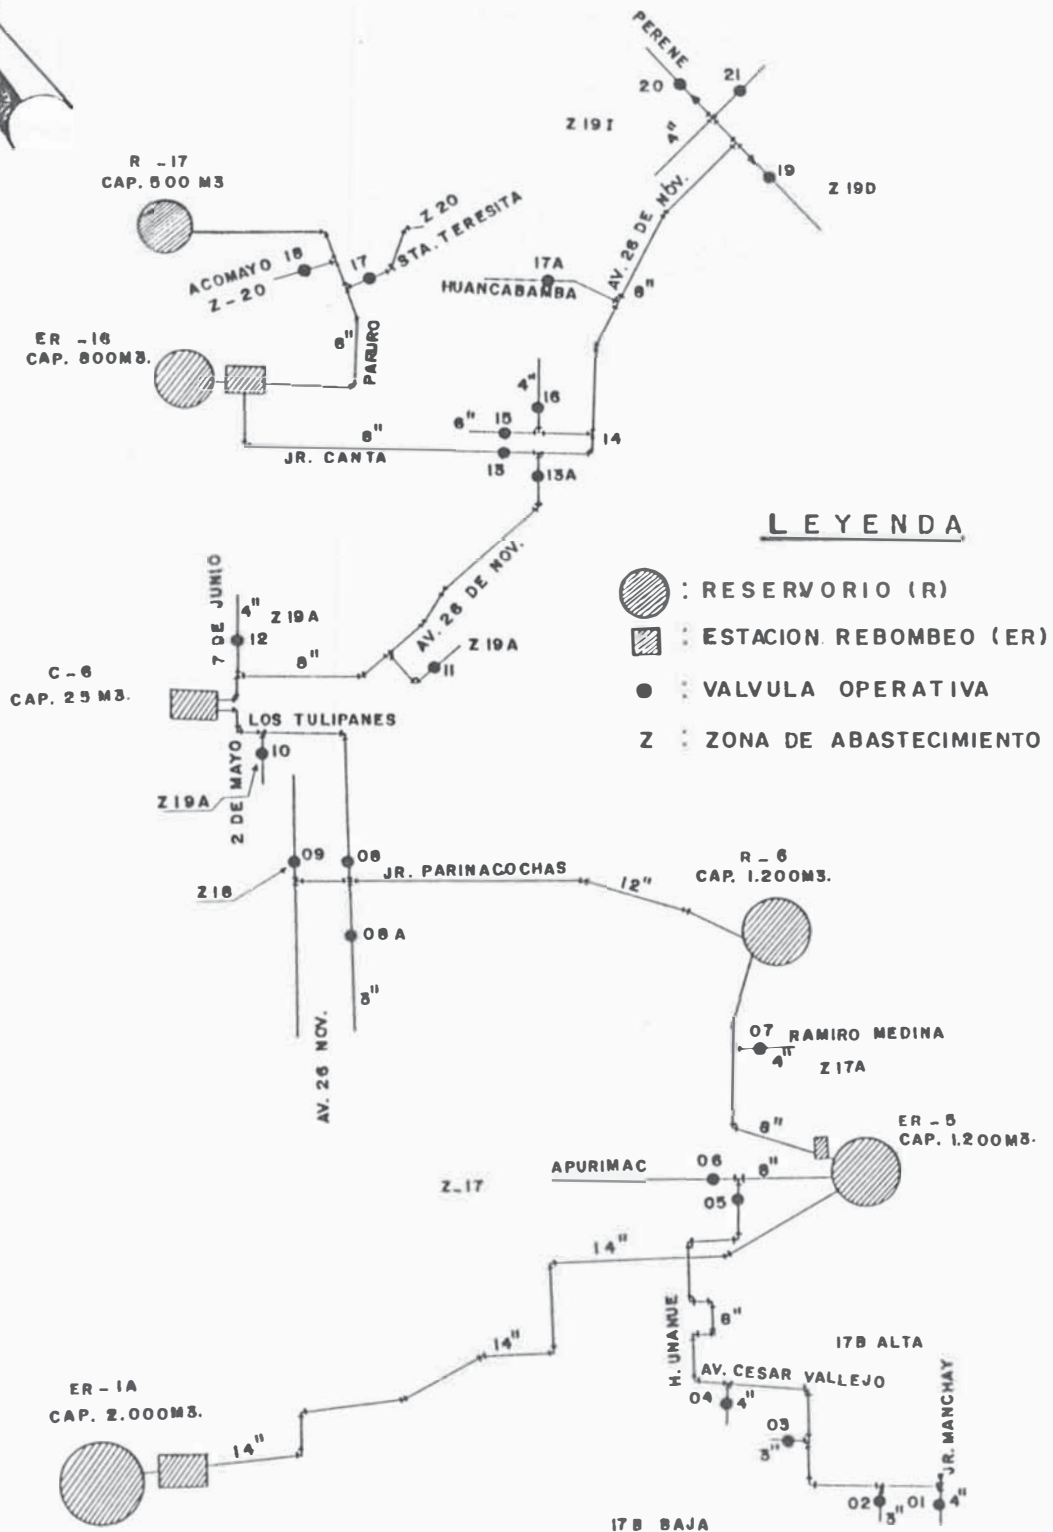 PERENE
20
21
Z 19 I
4"
19
Z 19D
R - 17
CAP. 500 M3
Z 20
STA. TERESITA
ACOMAYO 18
Z - 20
17
AV. 26 DE NOV.
17A
HUANCABANBA
8"
ER - 16
CAP. 800M3.
6"
PARURO
4"
16
6"
15
14
8"
JR. CANTA
13
13A
LEYENDA
: RESERVORIO (R)
: ESTACION REBOMBEO (ER)
: VALVULA OPERATIVA
Z : ZONA DE ABASTECIMIENTO
7 DE JUNIO
4"
Z 19 A
12
AV. 26 DE NOV.
Z 19A
11
8"
C - 6
CAP. 25 M3.
LOS TULIPANES
10
2 DE MAYO
Z 19A
09
08
JR. PARINACOCHAS
12"
Z18
08 A
3"
AV. 26 NOV.
R - 6
CAP. 1.200M3.
07
RAMIRO MEDINA
4"
Z 17A
8"
ER - 5
CAP. 1.200M3.
APURIMAC
06
8"
Z-17
05
14"
H. UNANUE
8"
14"
17B ALTA
AV. CESAR VALLEJO
04
4"
JR. MANCHAY
03
3"
ER - 1A
CAP. 2.000M3.
14"
02
3"
01
4"
17B BAJA